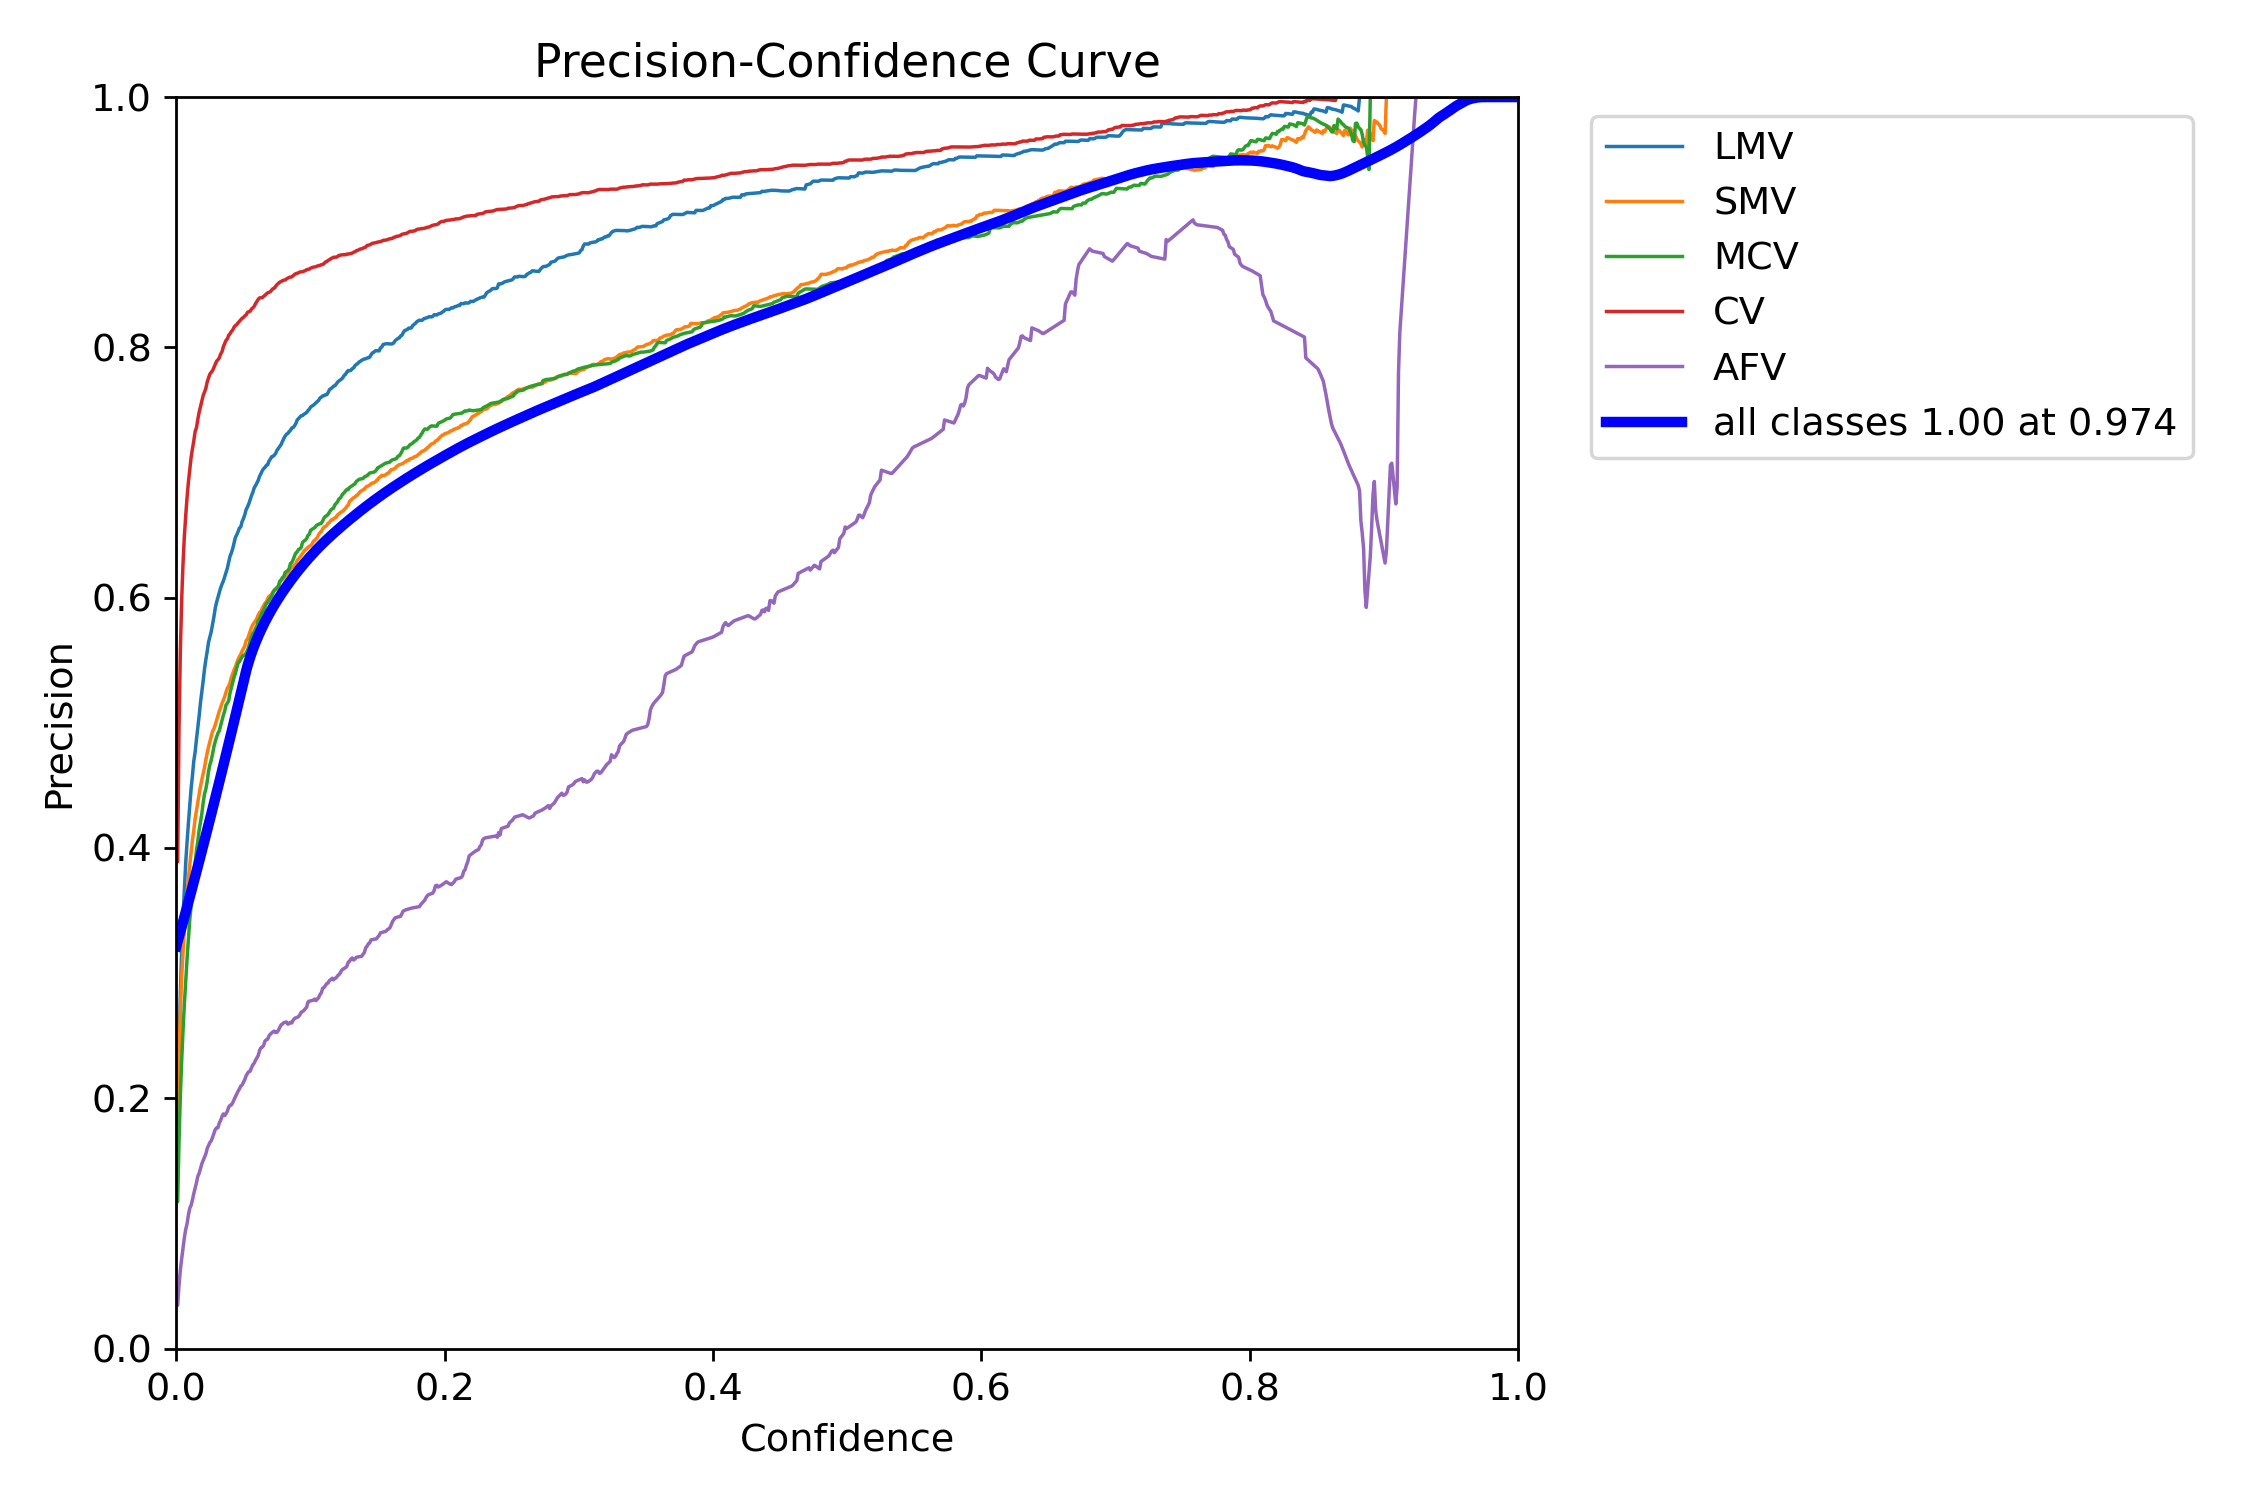 Precision-Confidence Curve
1.0
0.8
0.6
0.4
0.2
0.0
Precision
0.0 0.2 0.4 0.6 0.8 1.0
Confidence
LMV
SMV
MCV
CV
AFV
all classes 1.00 at 0.974